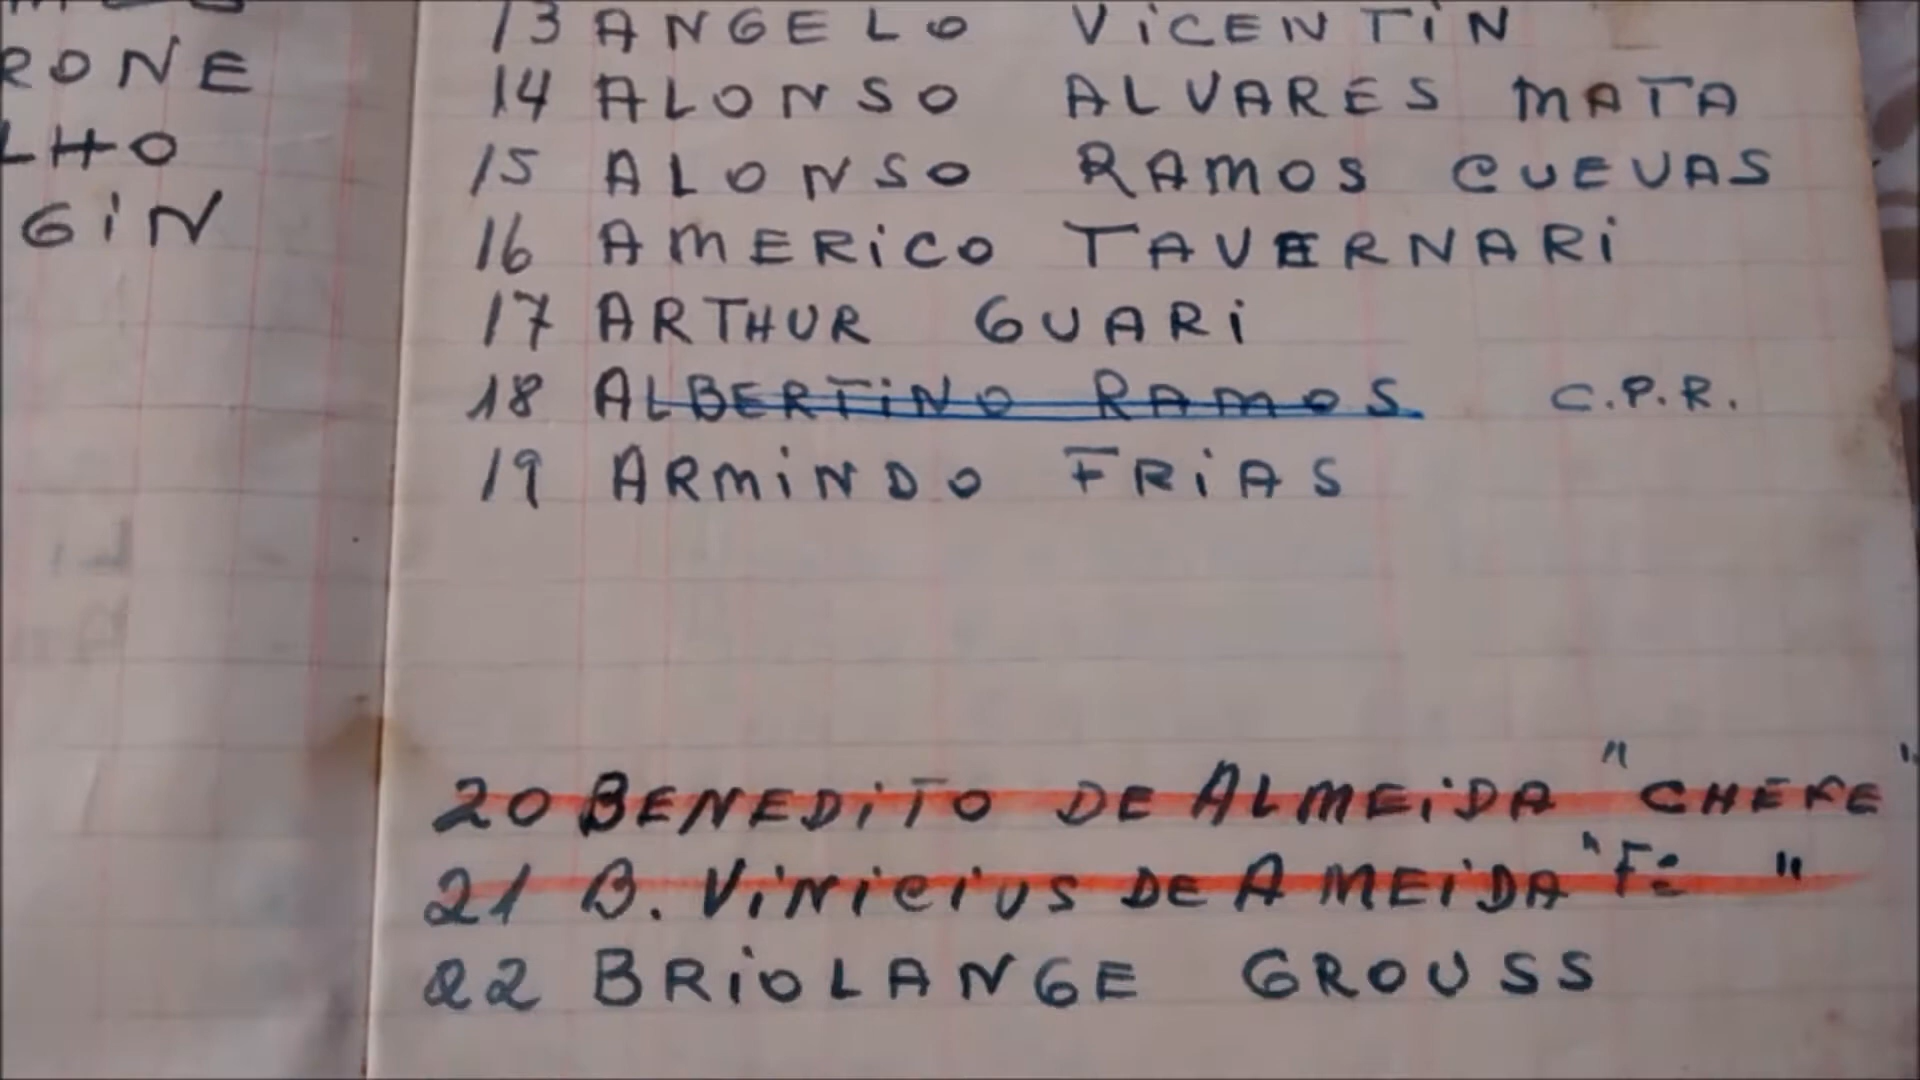 RONE
LHO
GIN
13 ANGELO VICENTIN
14 ALONSO ALVARES MATA
15 ALONSO RAMOS CUEVAS
16 AMERICO TAVERNARI
17 ARTHUR GUARI
18 ALBERTINO RAMOS C.P.R.
19 ARMINDO FRIAS
20 BENEDITO DE ALMEIDA "CHEFE"
21 B. VINICIUS DE AMEIDA "Fº "
22 BRIOLANGE GROUSS